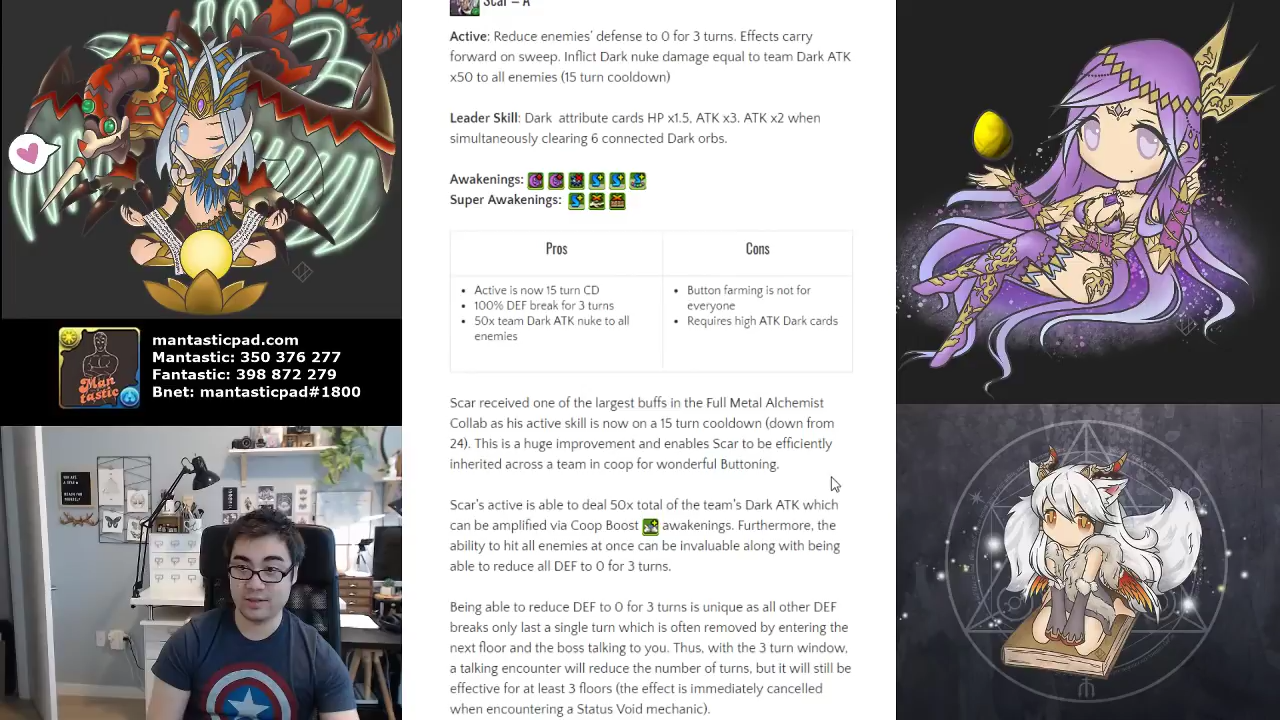 Scar – A
Active: Reduce enemies' defense to 0 for 3 turns. Effects carry
forward on sweep. Inflict Dark nuke damage equal to team Dark ATK
x50 to all enemies (15 turn cooldown)
Leader Skill: Dark attribute cards HP x1.5, ATK x3. ATK x2 when
simultaneously clearing 6 connected Dark orbs.
Awakenings:
Super Awakenings:
Pros
Cons
Active is now 15 turn CD
100% DEF break for 3 turns
50x team Dark ATK nuke to all
enemies
Button farming is not for
everyone
Requires high ATK Dark cards
mantasticpad.com
Mantastic: 350 376 277
Fantastic: 398 872 279
Bnet: mantasticpad#1800
Man
tastic
Scar received one of the largest buffs in the Full Metal Alchemist
Collab as his active skill is now on a 15 turn cooldown (down from
24). This is a huge improvement and enables Scar to be efficiently
inherited across a team in coop for wonderful Buttoning.
Scar's active is able to deal 50x total of the team's Dark ATK which
can be amplified via Coop Boost awakenings. Furthermore, the
ability to hit all enemies at once can be invaluable along with being
able to reduce all DEF to 0 for 3 turns.
Being able to reduce DEF to 0 for 3 turns is unique as all other DEF
breaks only last a single turn which is often removed by entering the
next floor and the boss talking to you. Thus, with the 3 turn window,
a talking encounter will reduce the number of turns, but it will still be
effective for at least 3 floors (the effect is immediately cancelled
when encountering a Status Void mechanic).